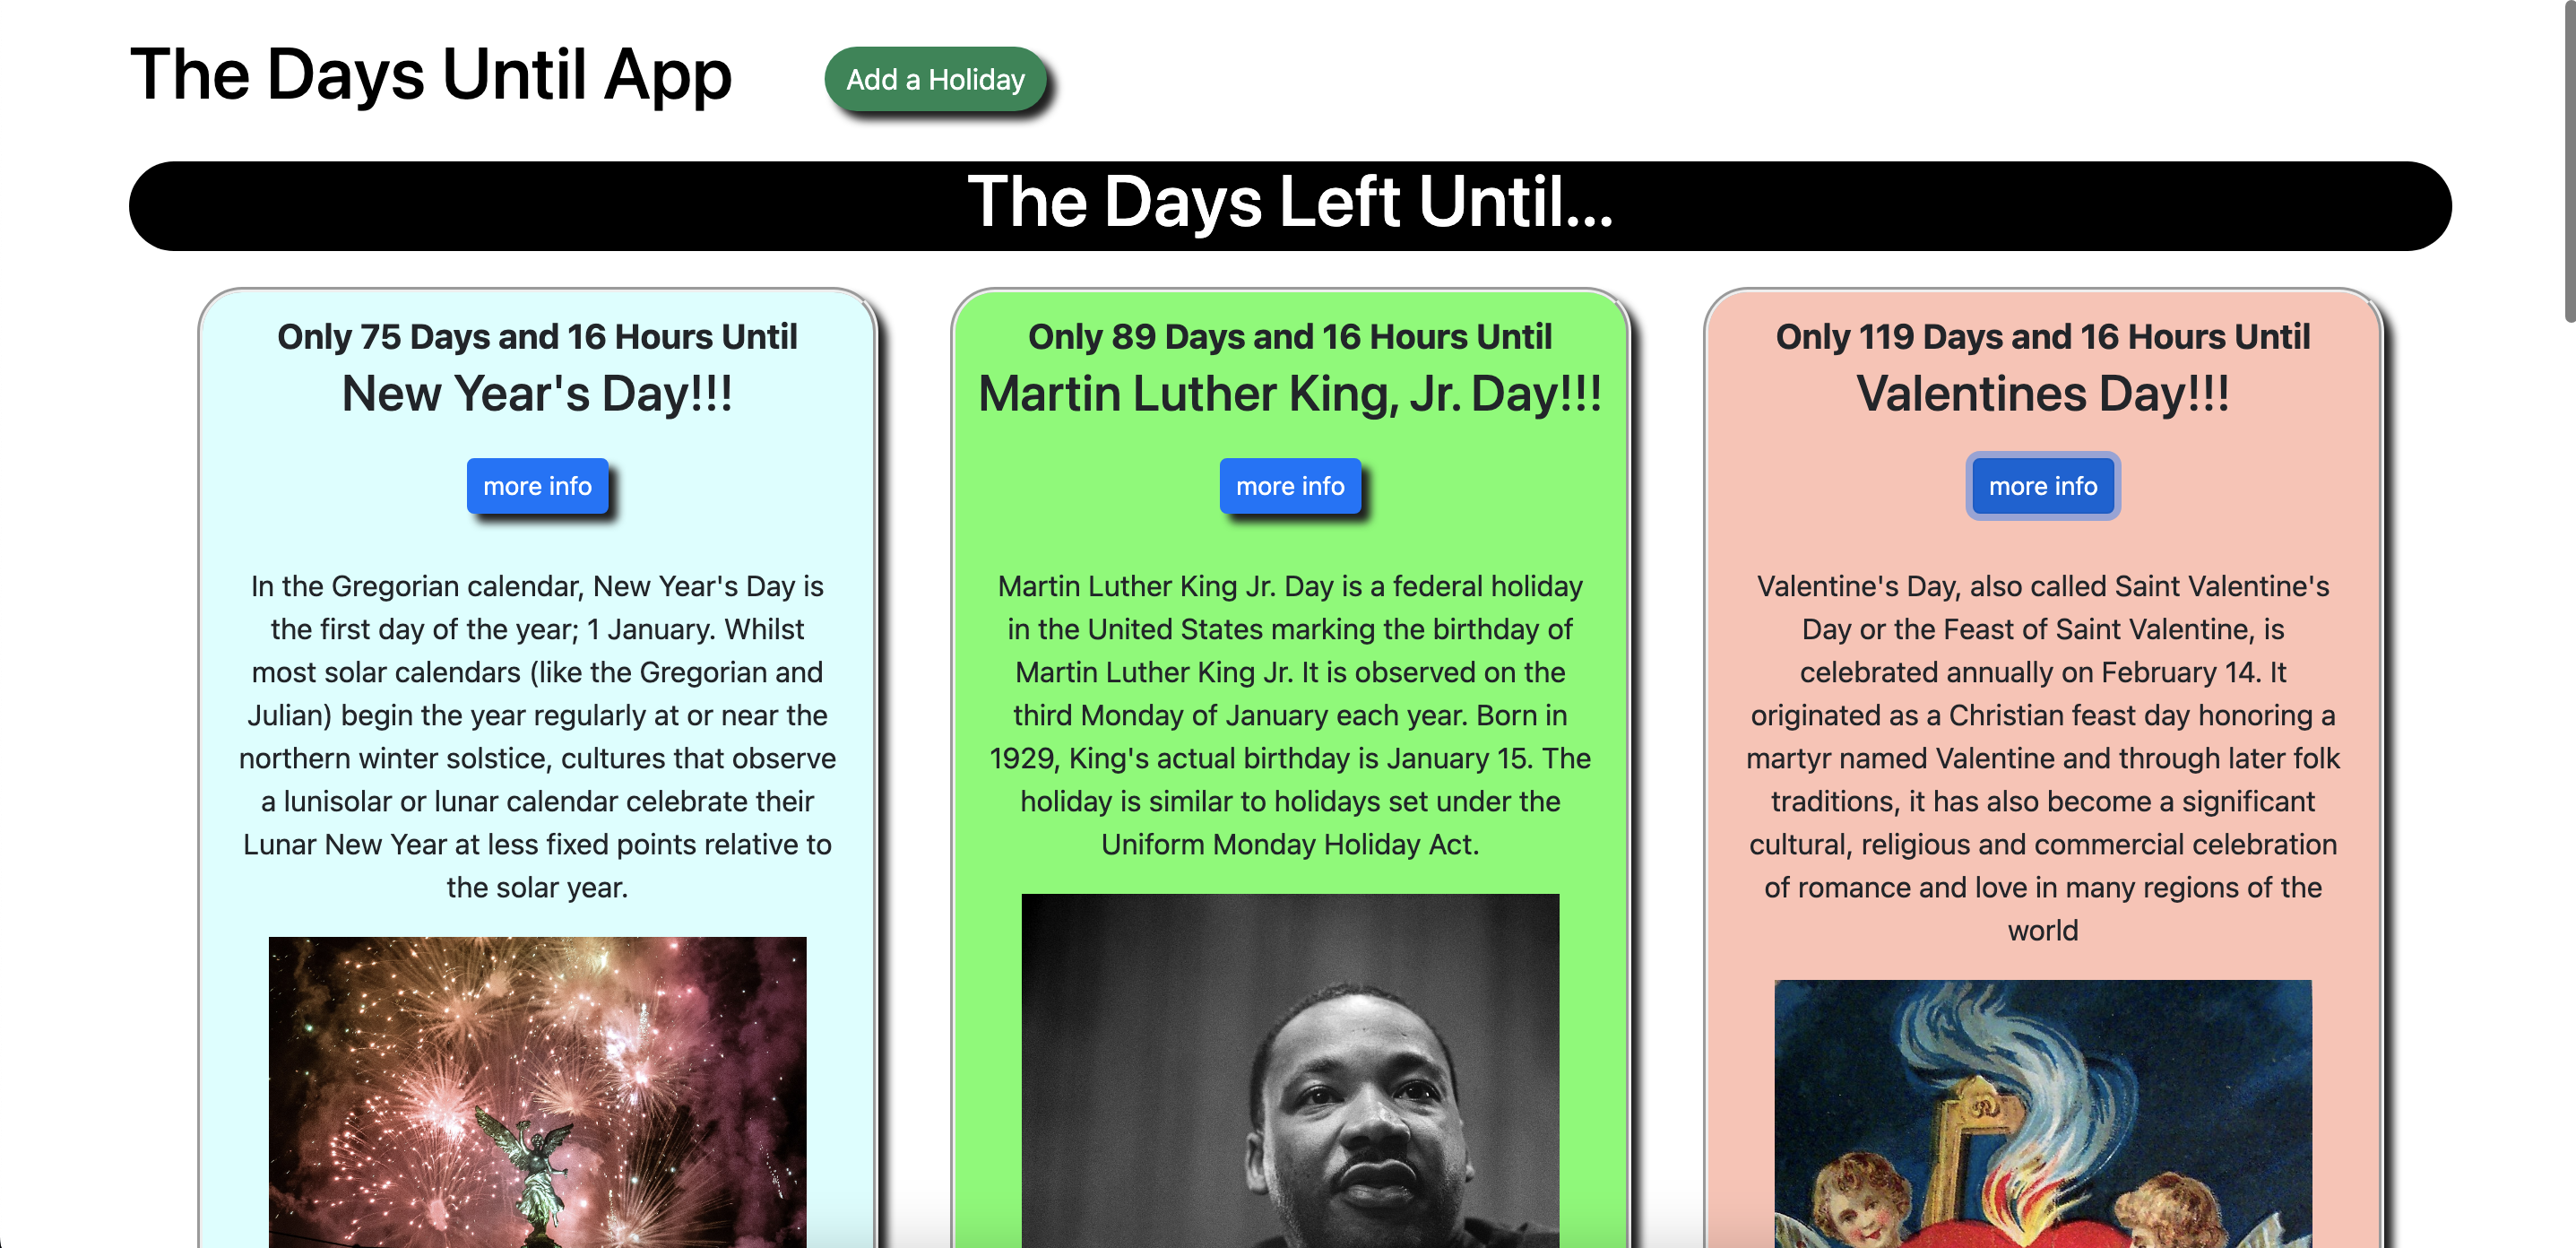 The Days Until App
Add a Holiday
The Days Left Until...
Only 75 Days and 16 Hours Until
New Year's Day!!!
more info
In the Gregorian calendar, New Year's Day is
the first day of the year; 1 January. Whilst
most solar calendars (like the Gregorian and
Julian) begin the year regularly at or near the
northern winter solstice, cultures that observe
a lunisolar or lunar calendar celebrate their
Lunar New Year at less fixed points relative to
the solar year.
Only 89 Days and 16 Hours Until
Martin Luther King, Jr. Day!!!
more info
Martin Luther King Jr. Day is a federal holiday
in the United States marking the birthday of
Martin Luther King Jr. It is observed on the
third Monday of January each year. Born in
1929, King's actual birthday is January 15. The
holiday is similar to holidays set under the
Uniform Monday Holiday Act.
Only 119 Days and 16 Hours Until
Valentines Day!!!
more info
Valentine's Day, also called Saint Valentine's
Day or the Feast of Saint Valentine, is
celebrated annually on February 14. It
originated as a Christian feast day honoring a
martyr named Valentine and through later folk
traditions, it has also become a significant
cultural, religious and commercial celebration
of romance and love in many regions of the
world